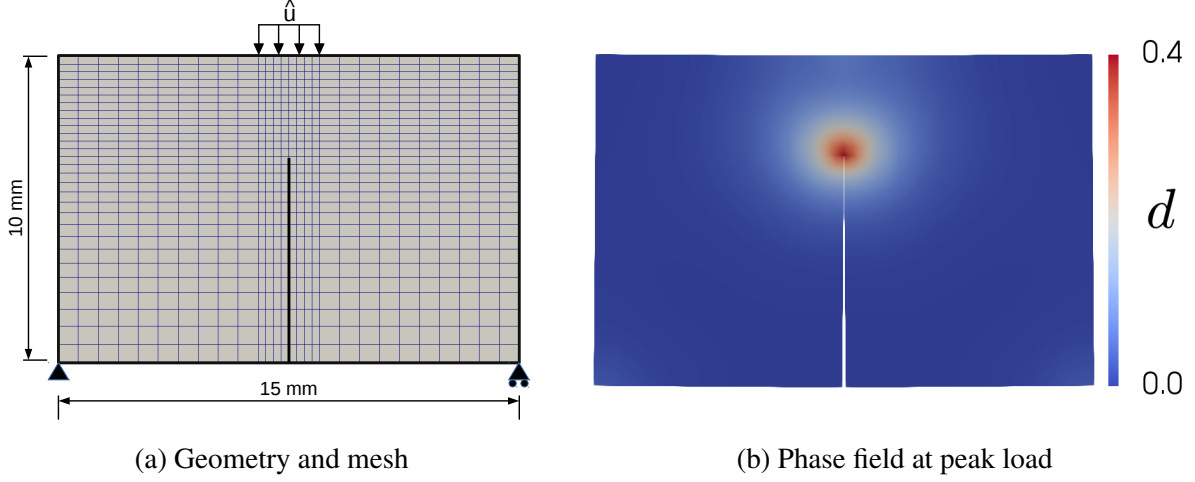 û
10 mm
15 mm
(a) Geometry and mesh
0.4
d
0.0
(b) Phase field at peak load